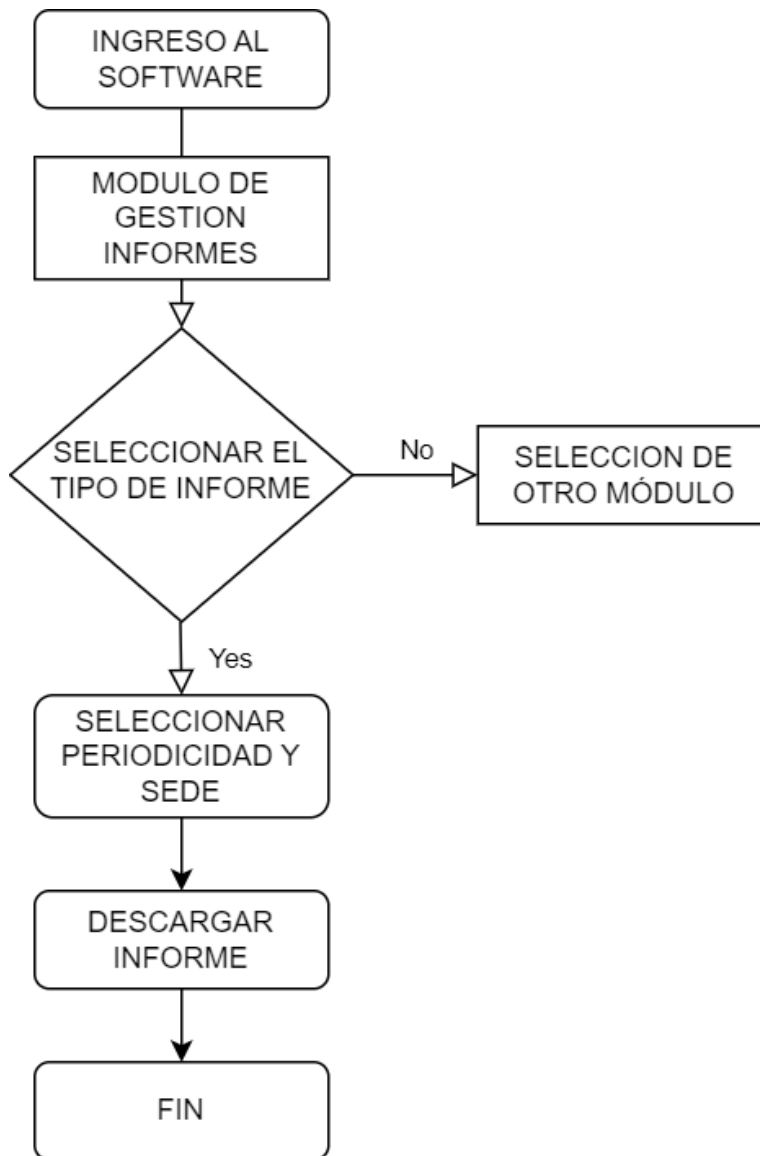 INGRESO AL
SOFTWARE
MODULO DE
GESTION
INFORMES
SELECCIONAR EL
TIPO DE INFORME
No
SELECCION DE
OTRO MÓDULO
Yes
SELECCIONAR
PERIODICIDAD Y
SEDE
DESCARGAR
INFORME
FIN